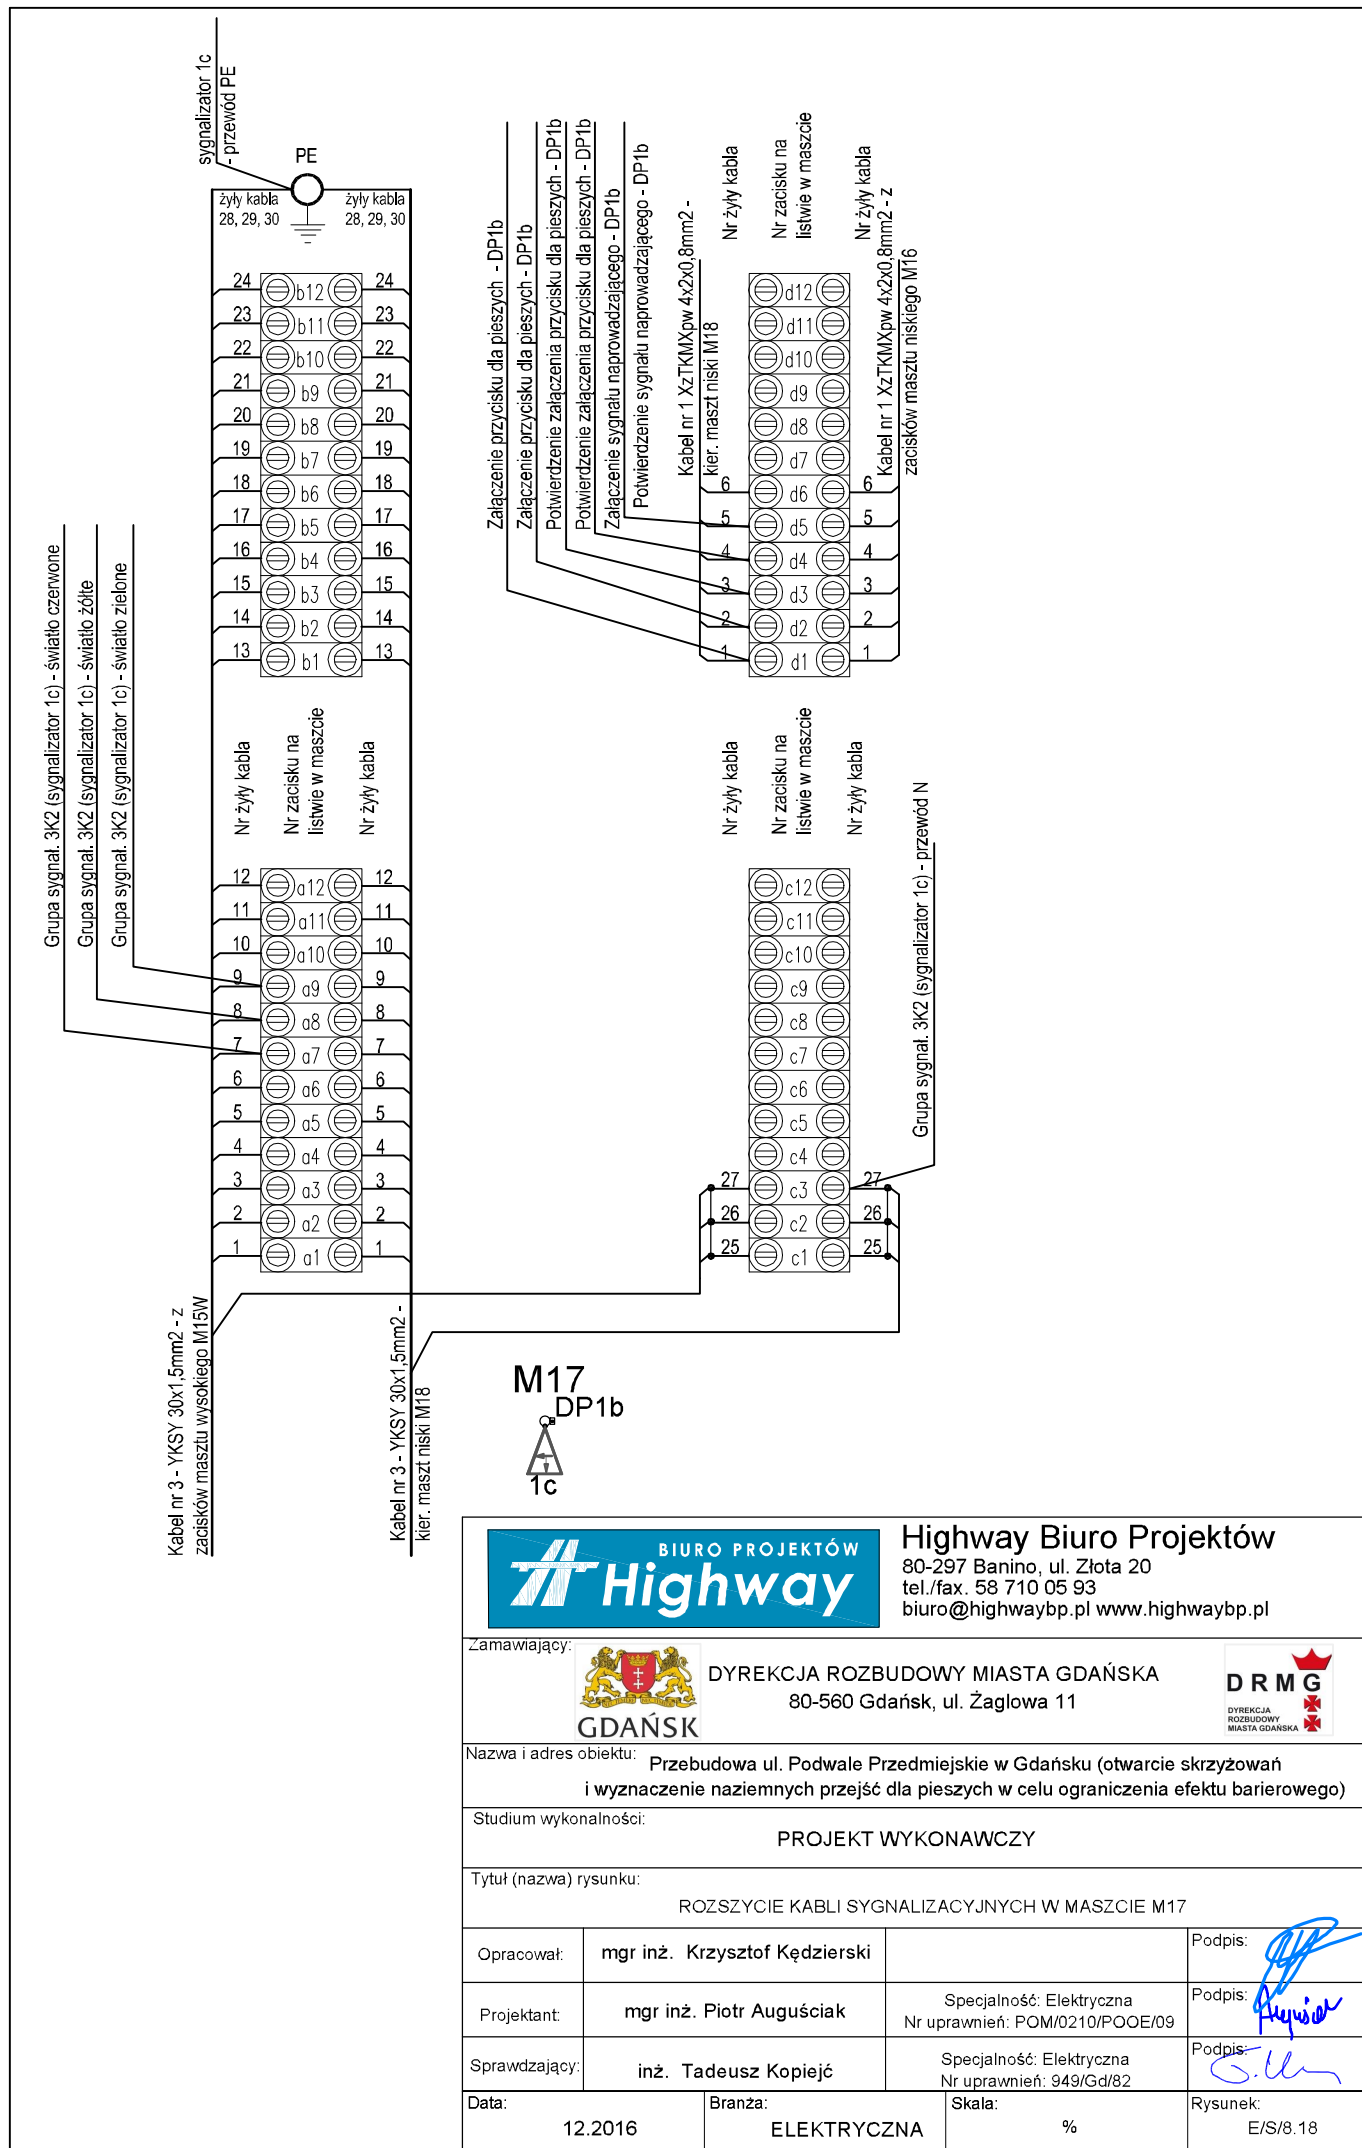 sygnalizator 1c
- przewód PE
PE
żyły kabla
28, 29, 30
żyły kabla
28, 29, 30
24 b12 24
23 b11 23
22 b10 22
21 b9 21
20 b8 20
19 b7 19
18 b6 18
17 b5 17
16 b4 16
15 b3 15
14 b2 14
13 b1 13
Grupa sygnał. 3K2 (sygnalizator 1c) - światło czerwone
Grupa sygnał. 3K2 (sygnalizator 1c) - światło żółte
Grupa sygnał. 3K2 (sygnalizator 1c) - światło zielone
Nr żyły kabla
Nr zacisku na
listwie w maszcie
Nr żyły kabla
12 a12 12
11 a11 11
10 a10 10
9 a9 9
8 a8 8
7 a7 7
6 a6 6
5 a5 5
4 a4 4
3 a3 3
2 a2 2
1 a1 1
Kabel nr 3 - YKSY 30x1,5mm2 - z
zacisków masztu wysokiego M15W
Kabel nr 3 - YKSY 30x1,5mm2 -
kier. maszt niski M18
Załączenie przycisku dla pieszych - DP1b
Załączenie przycisku dla pieszych - DP1b
Potwierdzenie załączenia przycisku dla pieszych - DP1b
Potwierdzenie załączenia przycisku dla pieszych - DP1b
Załączenie sygnału naprowadzającego - DP1b
Potwierdzenie sygnału naprowadzającego - DP1b
Kabel nr 1 XzTKMXpw 4x2x0,8mm2 -
kier. maszt niski M18
Nr żyły kabla
Nr zacisku na
listwie w maszcie
Nr żyły kabla
Kabel nr 1 XzTKMXpw 4x2x0,8mm2 - z
zacisków masztu niskiego M16
d12
d11
d10
d9
d8
d7
6 d6 6
5 d5 5
4 d4 4
3 d3 3
2 d2 2
1 d1 1
Nr żyły kabla
Nr zacisku na
listwie w maszcie
Nr żyły kabla
Grupa sygnał. 3K2 (sygnalizator 1c) - przewód N
c12
c11
c10
c9
c8
c7
c6
c5
c4
27 c3 27
26 c2 26
25 c1 25
M17
DP1b
1c
BIURO PROJEKTÓW
Highway
Highway Biuro Projektów
80-297 Banino, ul. Złota 20
tel./fax. 58 710 05 93
biuro@highwaybp.pl www.highwaybp.pl
Zamawiający:
GDAŃSK
DYREKCJA ROZBUDOWY MIASTA GDAŃSKA
80-560 Gdańsk, ul. Żaglowa 11
DRMG
DYREKCJA
ROZBUDOWY
MIASTA GDAŃSKA
Nazwa i adres obiektu:
Przebudowa ul. Podwale Przedmiejskie w Gdańsku (otwarcie skrzyżowań
i wyznaczenie naziemnych przejść dla pieszych w celu ograniczenia efektu barierowego)
Studium wykonalności:
PROJEKT WYKONAWCZY
Tytuł (nazwa) rysunku:
ROZSZYCIE KABLI SYGNALIZACYJNYCH W MASZCIE M17
Opracował: mgr inż. Krzysztof Kędzierski Podpis:
Projektant: mgr inż. Piotr Auguściak Specjalność: Elektryczna
Nr uprawnień: POM/0210/POOE/09 Podpis:
Sprawdzający: inż. Tadeusz Kopiejć Specjalność: Elektryczna
Nr uprawnień: 949/Gd/82 Podpis:
Data: 12.2016
Branża: ELEKTRYCZNA
Skala: %
Rysunek: E/S/8.18